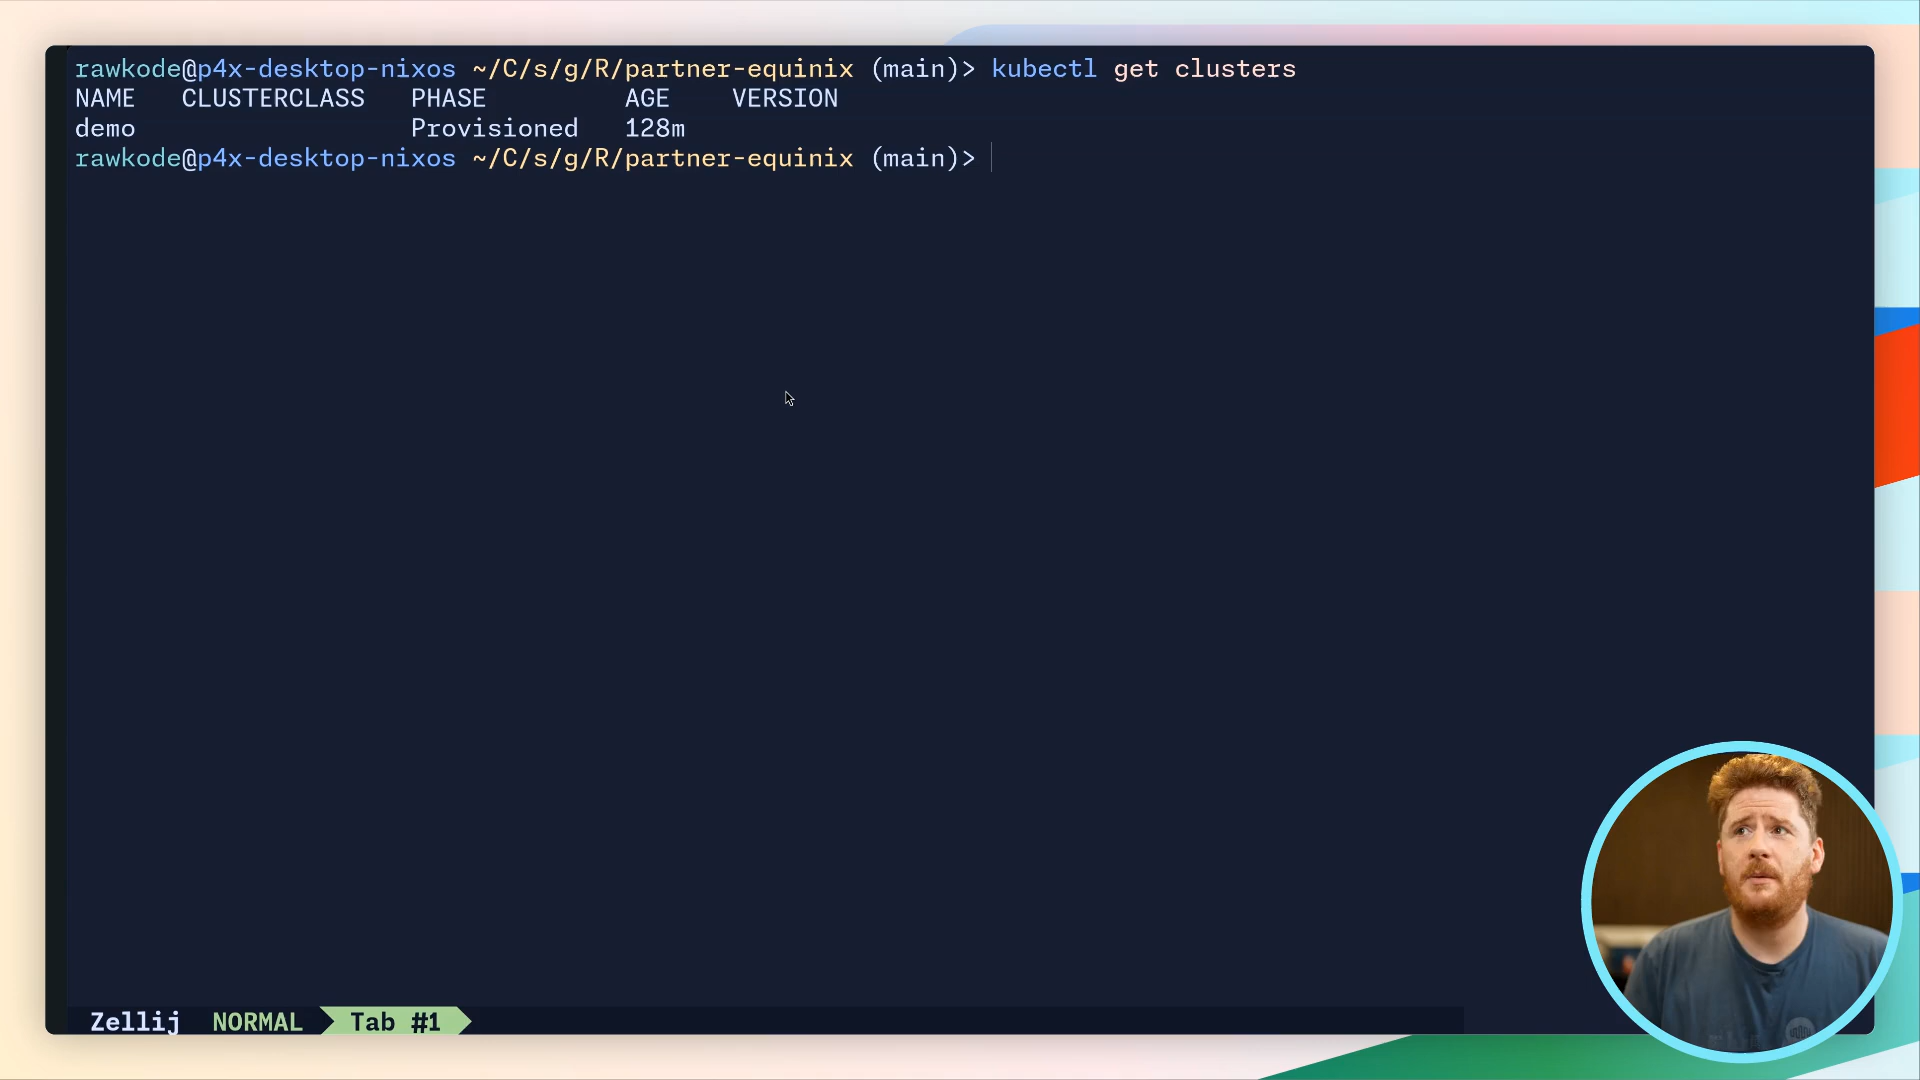 rawkode@p4x-desktop-nixos ~/C/s/g/R/partner-equinix (main)> kubectl get clusters
NAME   CLUSTERCLASS   PHASE         AGE    VERSION
demo                  Provisioned   128m
rawkode@p4x-desktop-nixos ~/C/s/g/R/partner-equinix (main)>
Zellij  NORMAL  Tab #1